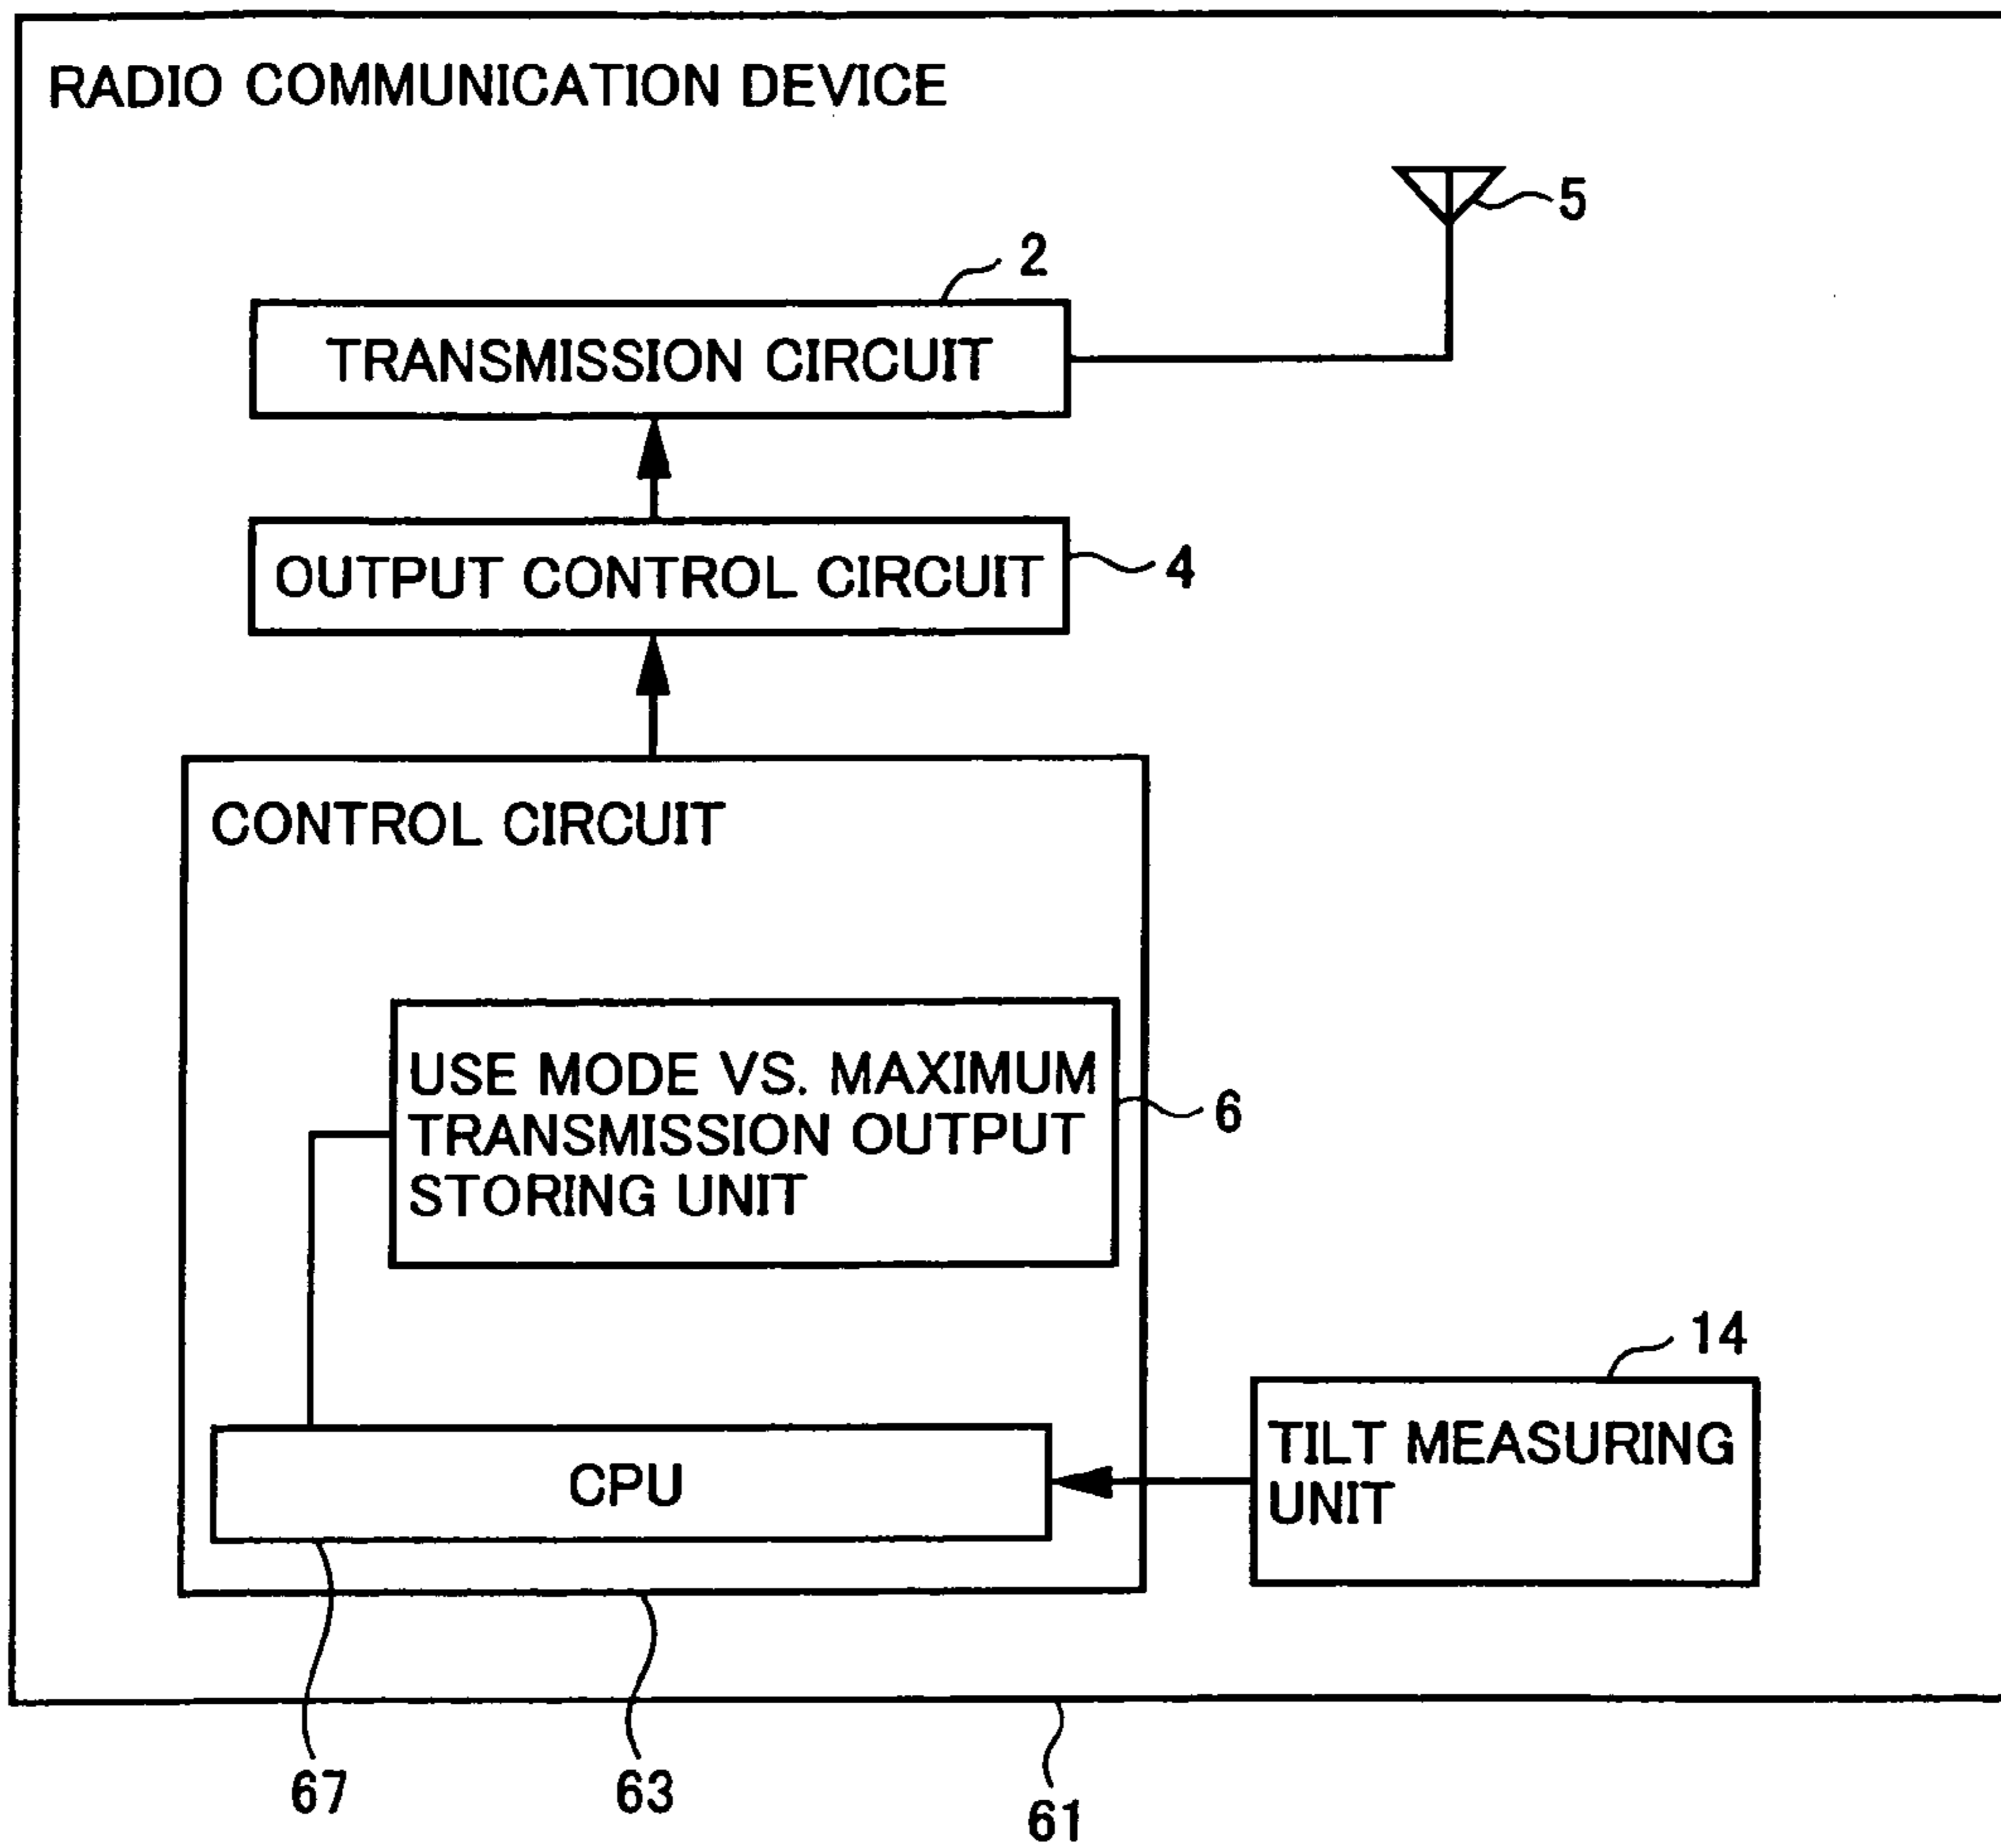 RADIO COMMUNICATION DEVICE
5
2
TRANSMISSION CIRCUIT
OUTPUT CONTROL CIRCUIT
4
CONTROL CIRCUIT
USE MODE VS. MAXIMUM
TRANSMISSION OUTPUT
STORING UNIT
6
14
TILT MEASURING
UNIT
CPU
67
63
61